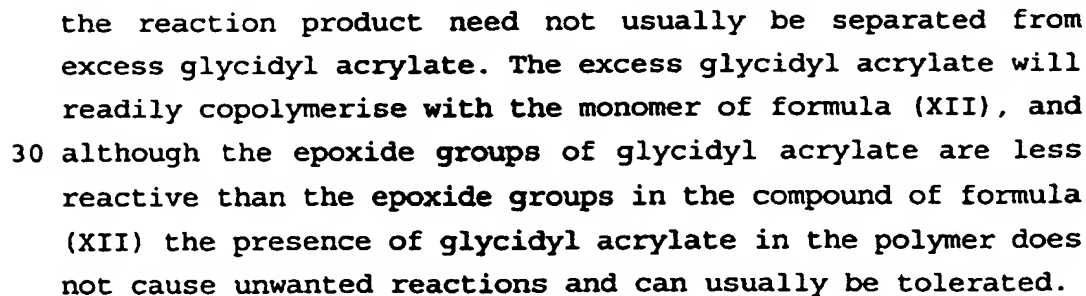 the reaction product need not usually be separated from
excess glycidyl acrylate. The excess glycidyl acrylate will
readily copolymerise with the monomer of formula (XII), and
30 although the epoxide groups of glycidyl acrylate are less
reactive than the epoxide groups in the compound of formula
(XII) the presence of glycidyl acrylate in the polymer does
not cause unwanted reactions and can usually be tolerated.